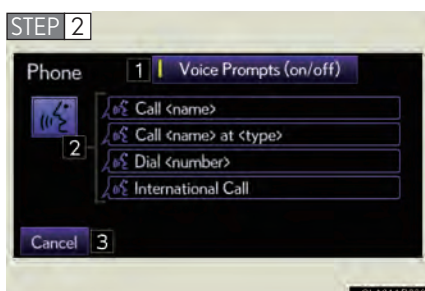 STEP 2
Phone
1 Voice Prompts (on/off)
2
Call <name>
Call <name> at <type>
Dial <number>
International Call
Cancel 3